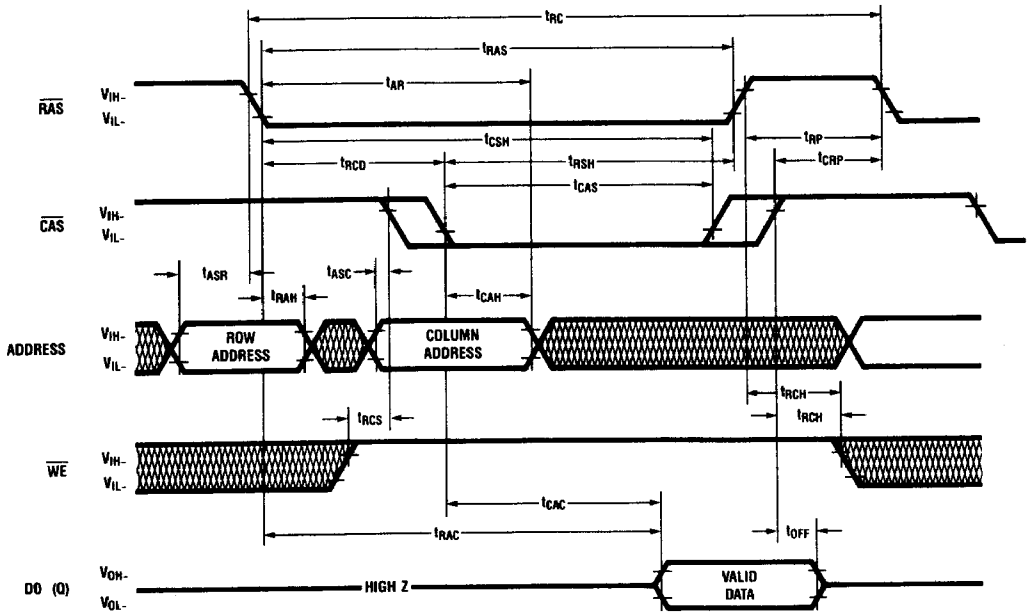 tRC
tRAS
tAR
RAS
VIH-
VIL-
tCSH
tRP
tRCD
tRSH
tCRP
tCAS
CAS
VIH-
VIL-
tASR
tASC
tRAH
tCAH
ADDRESS
VIH-
VIL-
ROW
ADDRESS
COLUMN
ADDRESS
tRCH
tRCS
tRCH
WE
VIH-
VIL-
tCAC
tRAC
tOFF
DO (Q)
VOH-
VOL-
HIGH Z
VALID
DATA